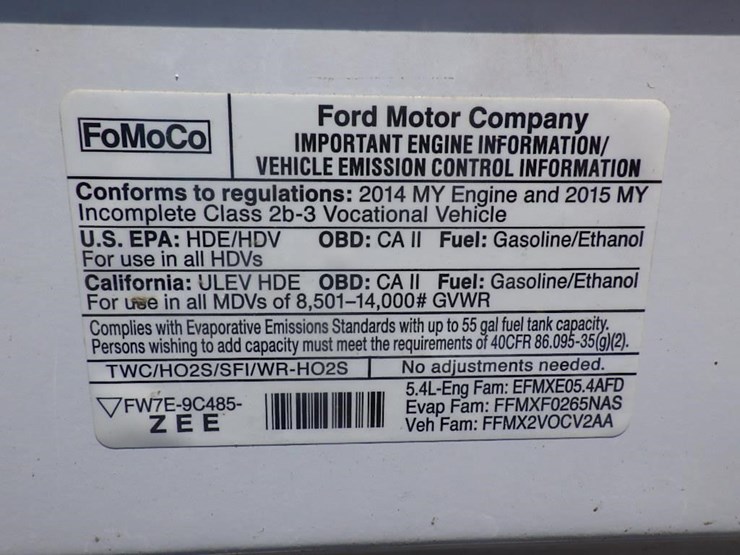 FoMoCo
Ford Motor Company
IMPORTANT ENGINE INFORMATION/
VEHICLE EMISSION CONTROL INFORMATION
Conforms to regulations: 2014 MY Engine and 2015 MY
Incomplete Class 2b-3 Vocational Vehicle
U.S. EPA: HDE/HDV OBD: CA II Fuel: Gasoline/Ethanol
For use in all HDVs
California: ULEV HDE OBD: CA II Fuel: Gasoline/Ethanol
For use in all MDVs of 8,501–14,000# GVWR
Complies with Evaporative Emissions Standards with up to 55 gal fuel tank capacity.
Persons wishing to add capacity must meet the requirements of 40CFR 86.095-35(g)(2).
TWC/HO2S/SFI/WR-HO2S No adjustments needed.
FW7E-9C485-
ZEE
5.4L-Eng Fam: EFMXE05.4AFD
Evap Fam: FFMXF0265NAS
Veh Fam: FFMX2VOCV2AA